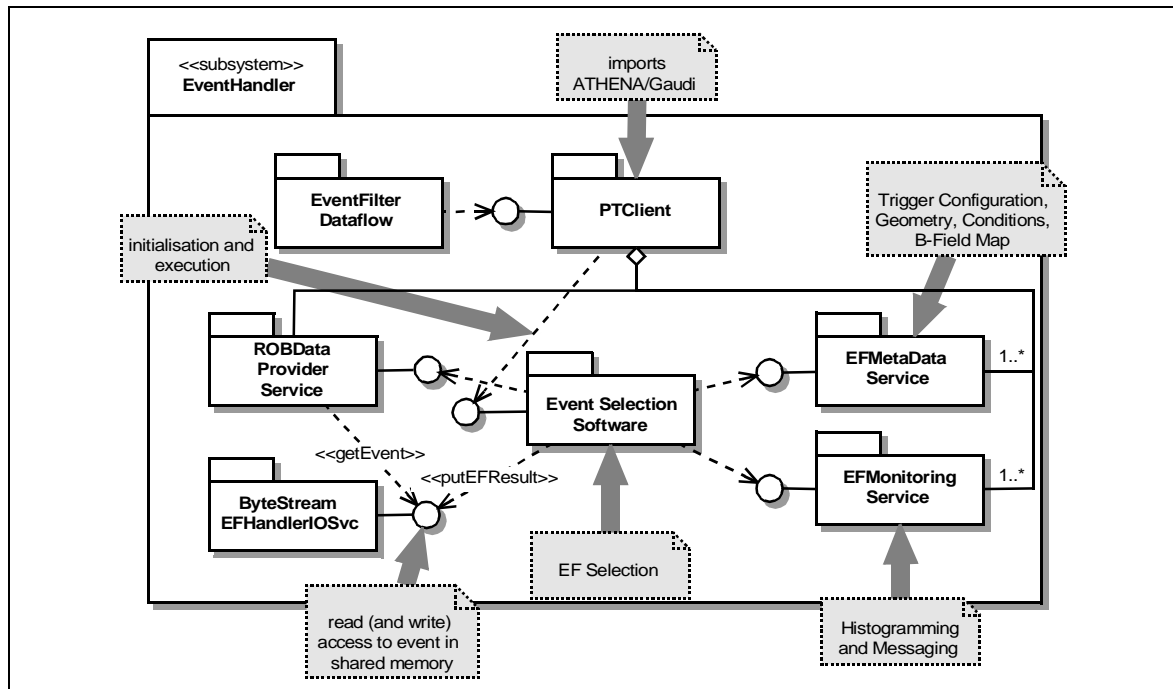 <<subsystem>>
EventHandler
imports
ATHENA/Gaudi
EventFilter
Dataflow
PTClient
Trigger Configuration,
Geometry, Conditions,
B-Field Map
initialisation and
execution
ROBData
Provider
Service
Event Selection
Software
EFMetaData
Service
1..*
<<getEvent>>
<<putEFResult>>
ByteStream
EFHandlerIOSvc
EFMonitoring
Service
1..*
EF Selection
read (and write)
access to event in
shared memory
Histogramming
and Messaging